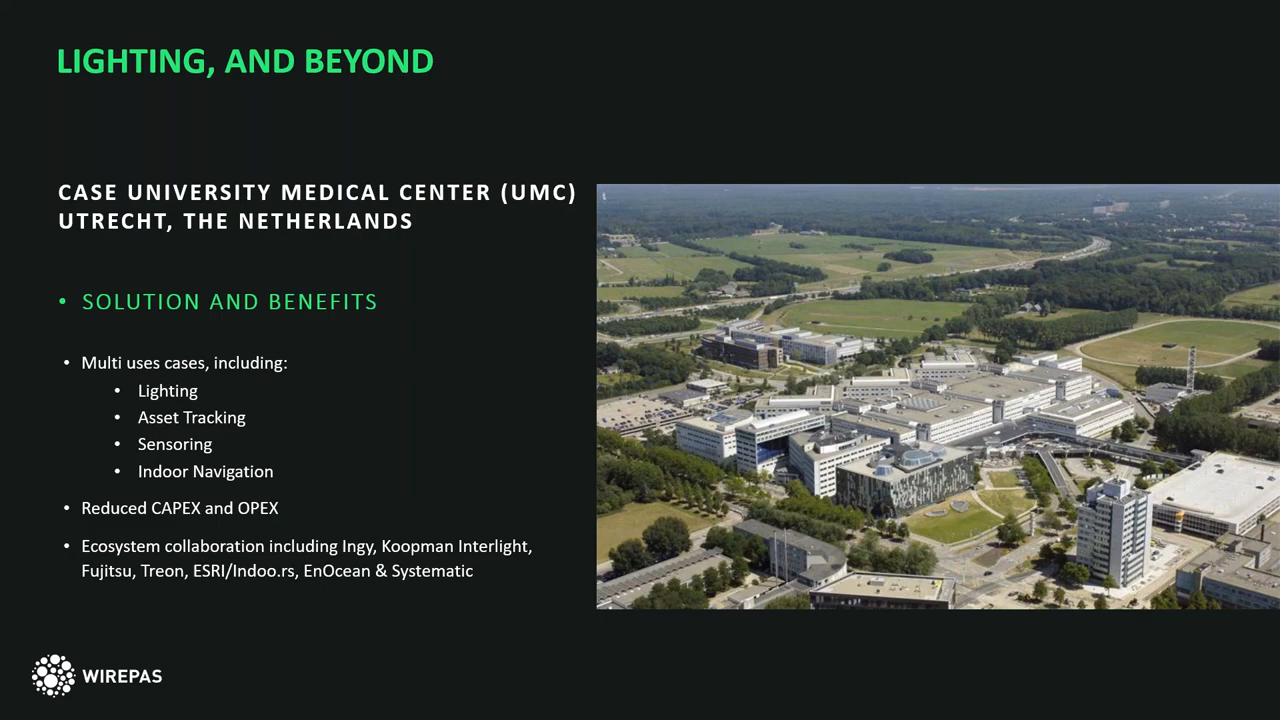 LIGHTING, AND BEYOND
CASE UNIVERSITY MEDICAL CENTER (UMC)
UTRECHT, THE NETHERLANDS
• SOLUTION AND BENEFITS
• Multi uses cases, including:
• Lighting
• Asset Tracking
• Sensoring
• Indoor Navigation
• Reduced CAPEX and OPEX
• Ecosystem collaboration including Ingy, Koopman Interlight,
Fujitsu, Treon, ESRI/Indoo.rs, EnOcean & Systematic
WIREPAS